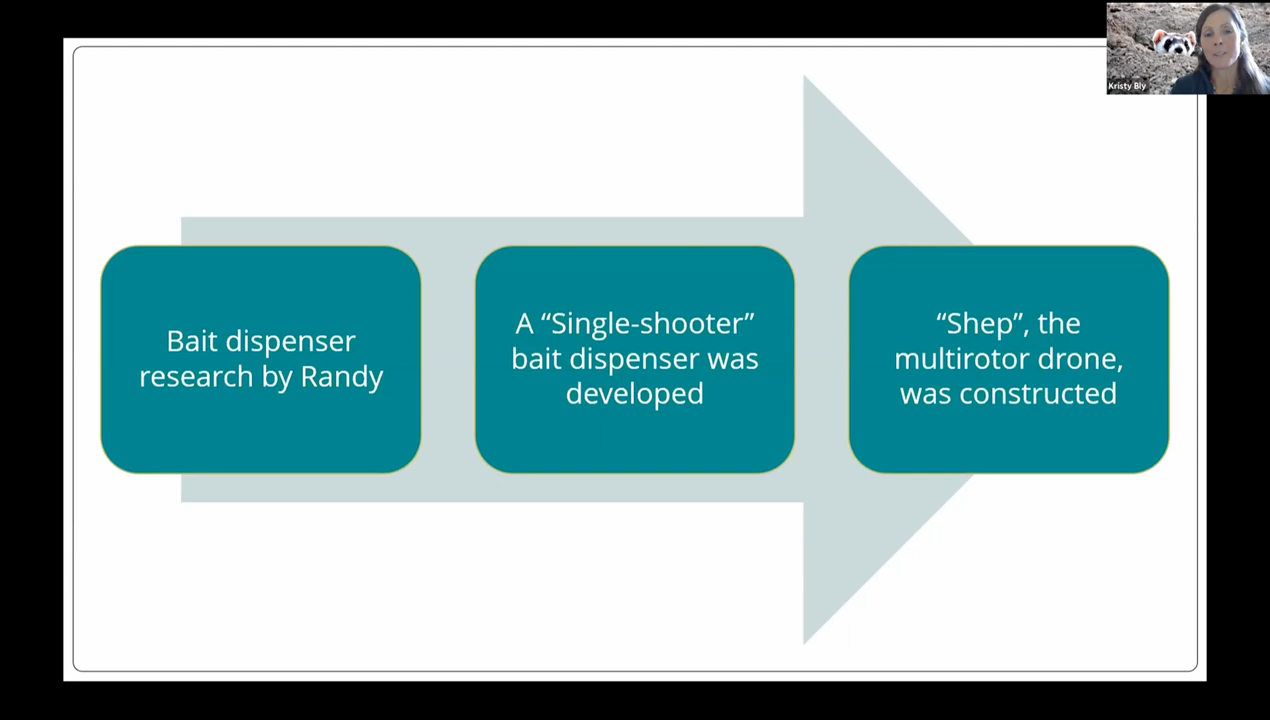 Kristy Bly
Bait dispenser
research by Randy
A “Single-shooter”
bait dispenser was
developed
“Shep”, the
multirotor drone,
was constructed